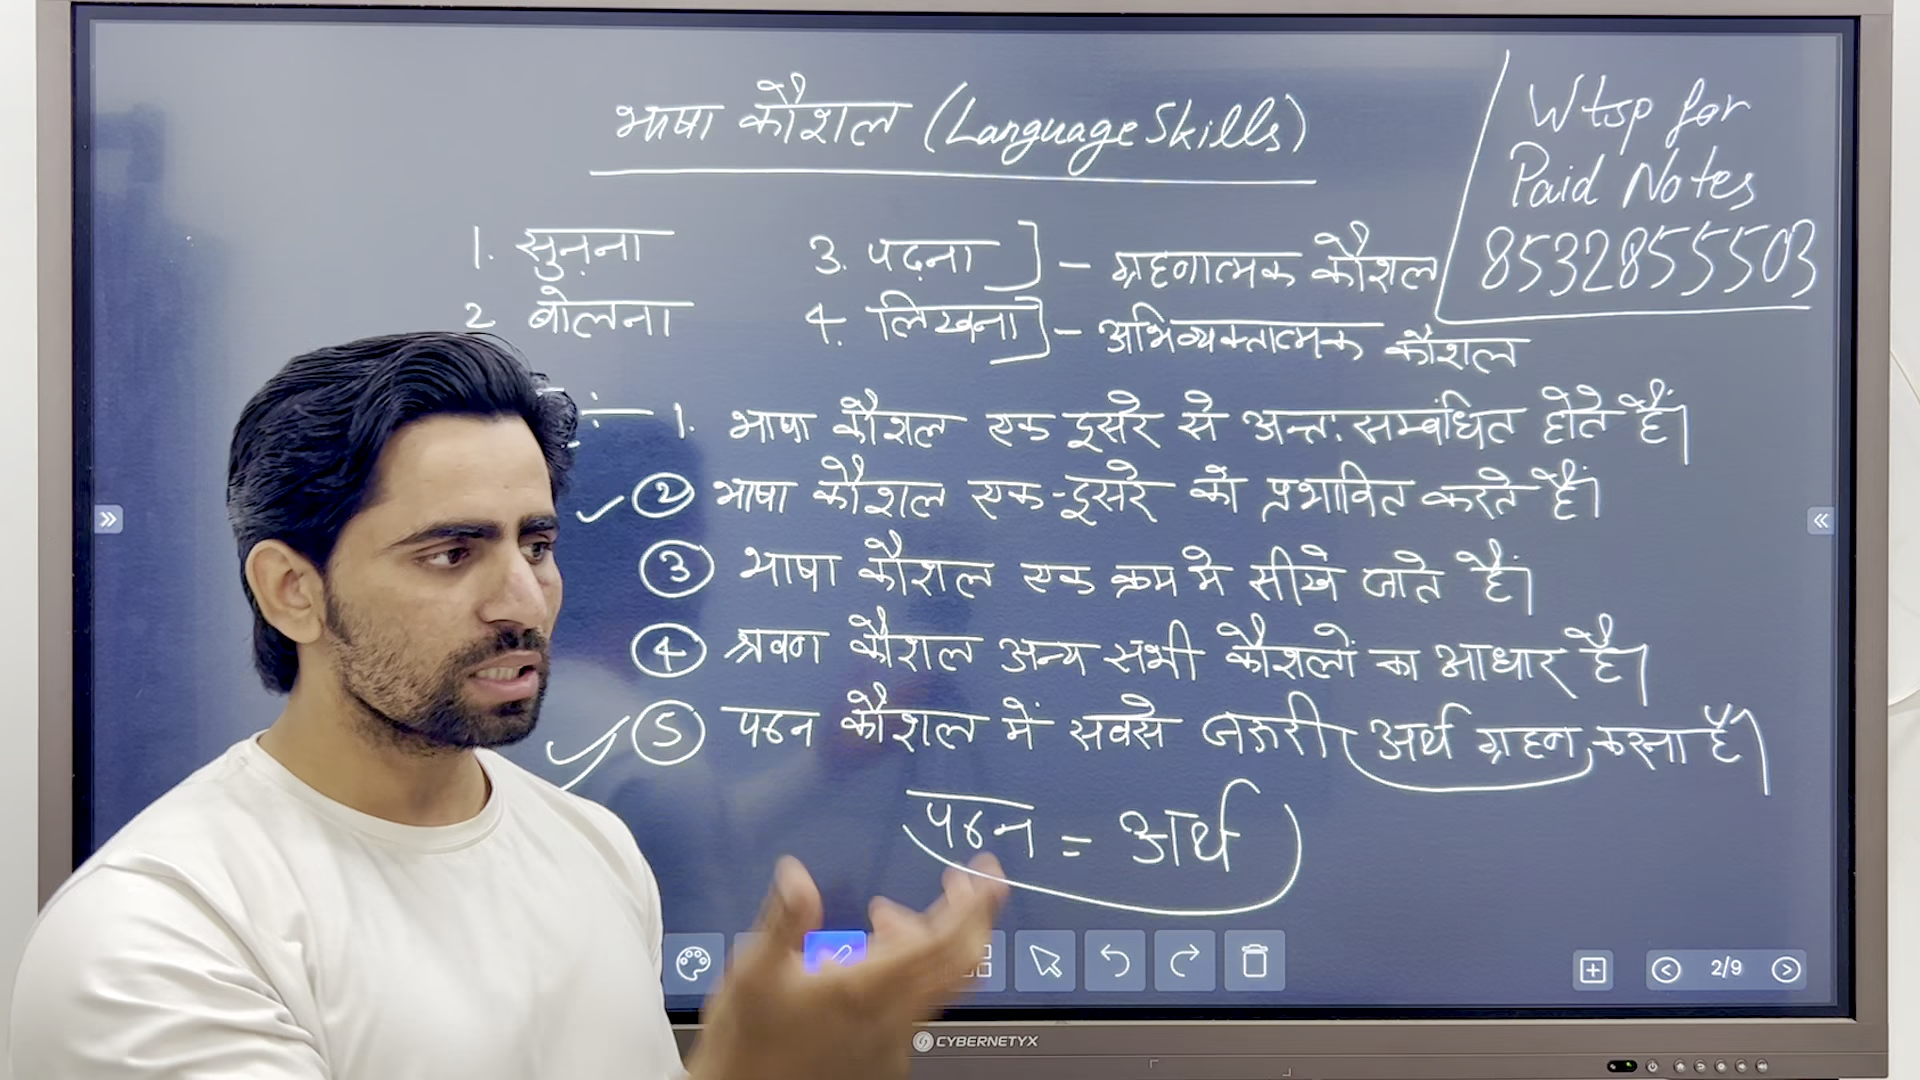 भाषा कौशल (Language Skills)
Wtsp for
Paid Notes
8532855503
1. सुनना 3. पढ़ना ] - ग्रहणात्मक कौशल
2 बोलना 4. लिखना ] - अभिव्यक्तात्मक कौशल
1. भाषा कौशल एक दूसरे से अन्तः सम्बंधित होते हैं।
2 भाषा कौशल एक-दूसरे को प्रभावित करते हैं।
3 भाषा कौशल एक क्रम मे सीखे जाते हैं।
4 श्रवण कौशल अन्य सभी कौशलों का आधार है।
5 पठन कौशल में सबसे जरुरी अर्थ ग्रहण करना है।
पठन = अर्थ
2/9
CYBERNETYX